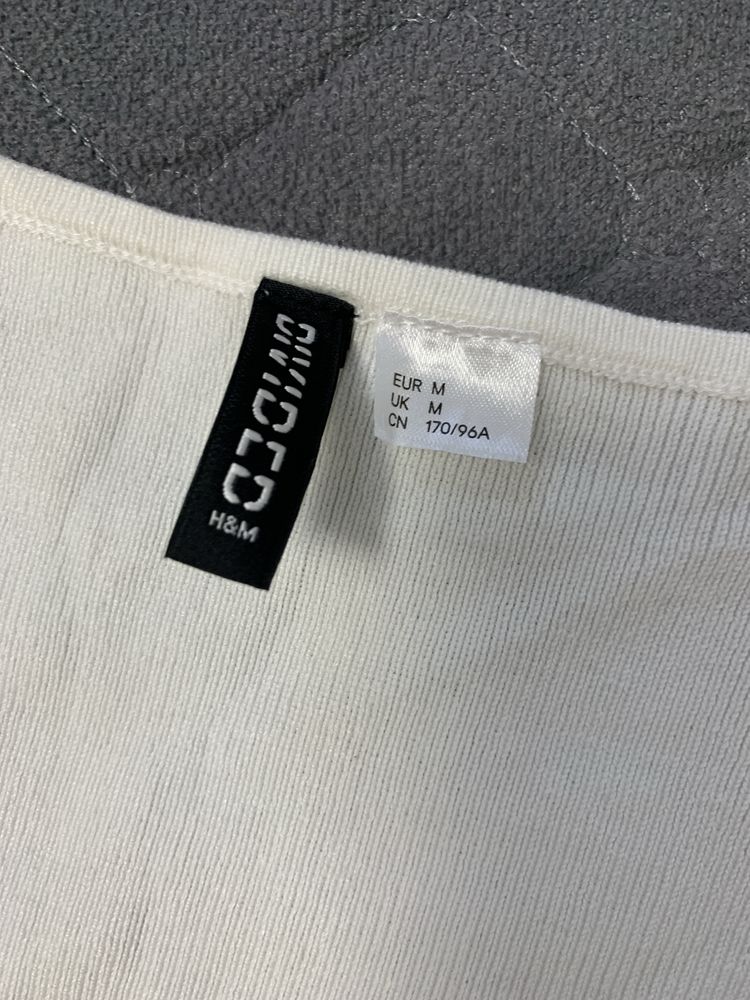 DIVIDED
H&M
EUR M
UK M
CN 170/96A